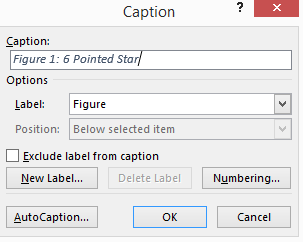 Caption ? ×
Caption:
Figure 1: 6 Pointed Star
Options
Label: Figure
Position: Below selected item
Exclude label from caption
New Label... Delete Label Numbering...
AutoCaption... OK Cancel